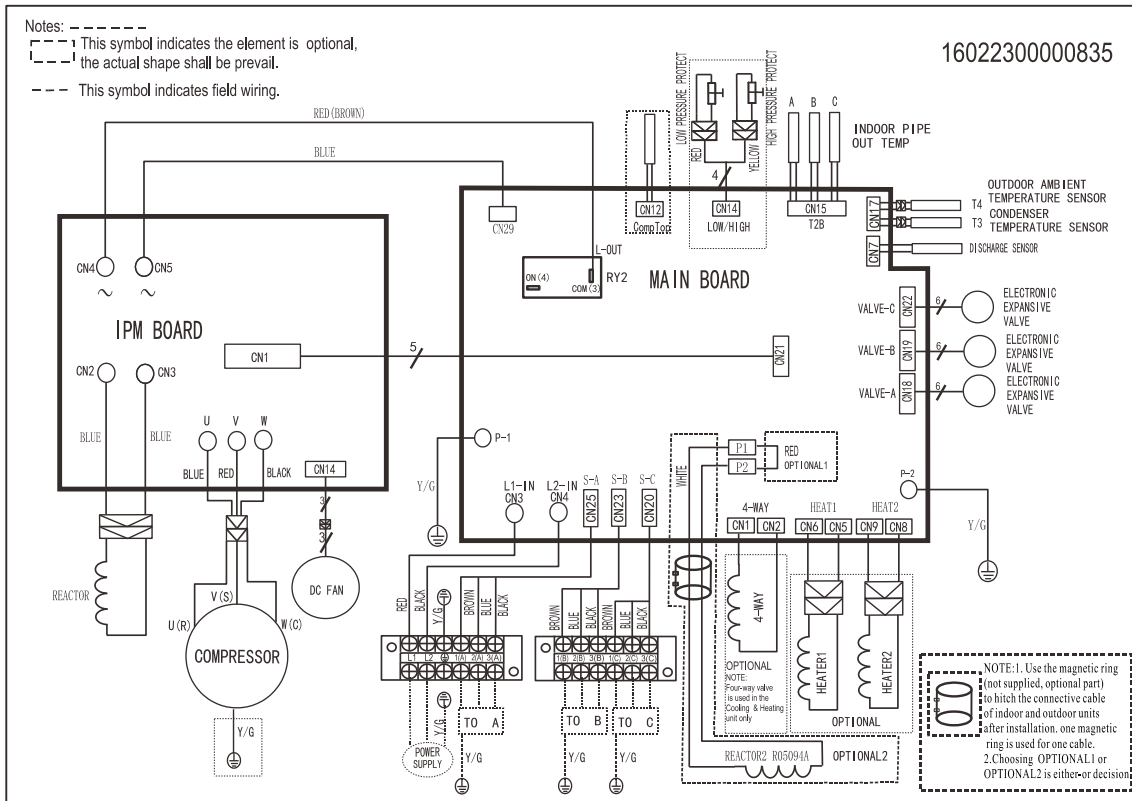 Notes:
This symbol indicates the element is optional,
the actual shape shall be prevail.
This symbol indicates field wiring.
16022300000835
RED(BROWN)
BLUE
LOW PRESSURE PROTECT
HIGH PRESSURE PROTECT
RED
YELLOW
4
CN12
CompTop
CN14
LOW/HIGH
A B C
INDOOR PIPE
OUT TEMP
CN15
T2B
CN17
T4
OUTDOOR AMBIENT
TEMPERATURE SENSOR
T3
CONDENSER
TEMPERATURE SENSOR
CN7
DISCHARGE SENSOR
CN29
L-OUT
ON(4)
COM(3)
RY2
MAIN BOARD
CN4
CN5
~
~
IPM BOARD
CN1
5
CN21
VALVE-C
CN22
6
ELECTRONIC
EXPANSIVE
VALVE
VALVE-B
CN19
6
ELECTRONIC
EXPANSIVE
VALVE
VALVE-A
CN18
6
ELECTRONIC
EXPANSIVE
VALVE
CN2
CN3
BLUE
BLUE
U V W
BLUE
RED
BLACK
CN14
3
3
DC FAN
REACTOR
U(R)
V(S)
W(C)
COMPRESSOR
Y/G
P-1
Y/G
L1-IN
CN3
L2-IN
CN4
S-A
CN25
S-B
CN23
S-C
CN20
WHITE
P1
P2
RED
OPTIONAL1
P-2
Y/G
4-WAY
CN1
CN2
HEAT1
CN6
CN5
HEAT2
CN9
CN8
RED
BLACK
Y/G
BROWN
BLUE
BLACK
BROWN
BLUE
BLACK
BROWN
BLUE
BLACK
L1 L2 1(A) 2(A) 3(A)
1(B) 2(B) 3(B) 1(C) 2(C) 3(C)
Y/G
POWER
SUPPLY
TO A
Y/G
TO B
Y/G
TO C
Y/G
4-WAY
OPTIONAL
NOTE:
Four-way valve
is used in the
Cooling & Heating
unit only
HEATER1
HEATER2
OPTIONAL
REACTOR2 R05094A
OPTIONAL2
NOTE:1. Use the magnetic ring
(not supplied, optional part)
to hitch the connective cable
of indoor and outdoor units
after installation. one magnetic
ring is used for one cable.
2.Choosing OPTIONAL1 or
OPTIONAL2 is either-or decision